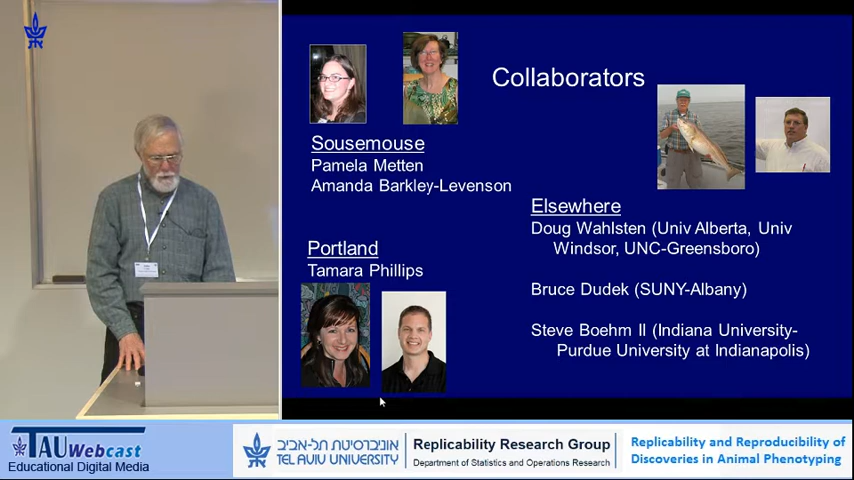 Collaborators
Sousemouse
Pamela Metten
Amanda Barkley-Levenson
Portland
Tamara Phillips
Elsewhere
Doug Wahlsten (Univ Alberta, Univ
Windsor, UNC-Greensboro)
Bruce Dudek (SUNY-Albany)
Steve Boehm II (Indiana University-
Purdue University at Indianapolis)
TAU Webcast
Educational Digital Media
אוניברסיטת תל-אביב
TEL AVIV UNIVERSITY
Replicability Research Group
Department of Statistics and Operations Research
Replicability and Reproducibility of
Discoveries in Animal Phenotyping